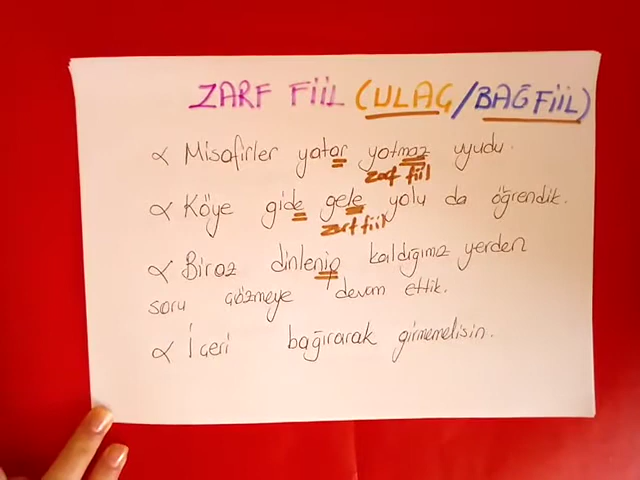 ZARF FİİL (ULAÇ/BAĞFİİL)
∝ Misafirler yatar yatmaz uyudu.
zarf fiil
∝ Köye gide gele yolu da öğrendik.
zarf fiil
∝ Biraz dinlenip kaldığımız yerden
soru çözmeye devam ettik.
∝ İçeri bağırarak girmemelisin.